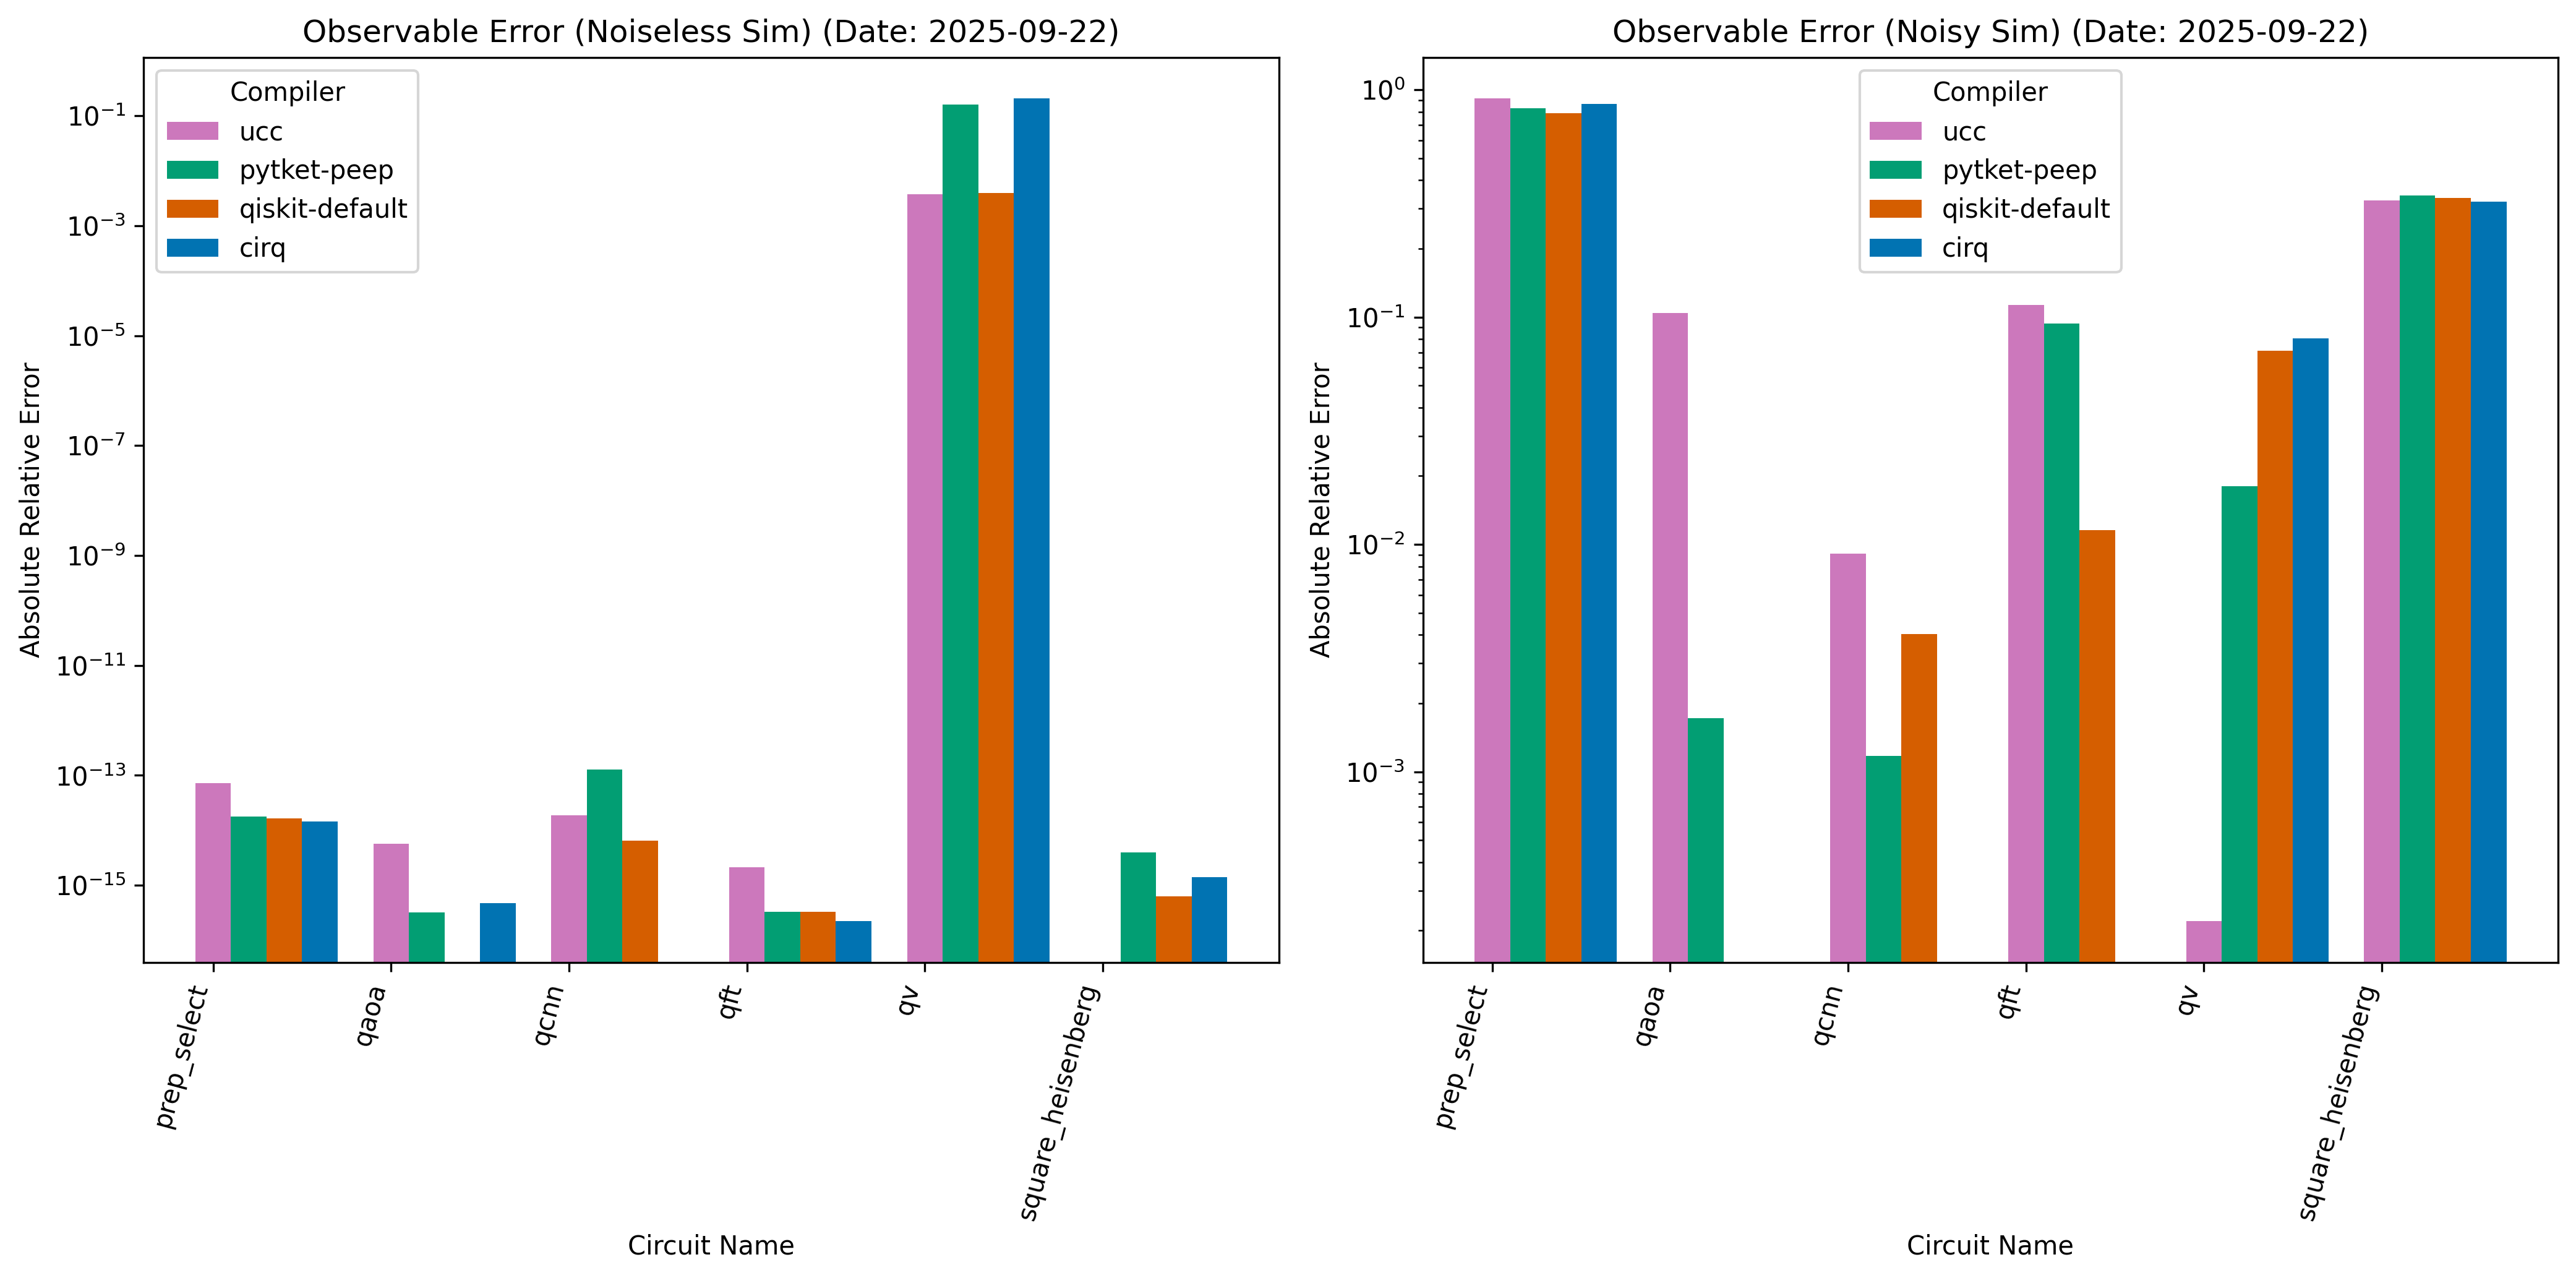 Observable Error (Noiseless Sim) (Date: 2025-09-22)
Compiler
ucc
pytket-peep
qiskit-default
cirq
Absolute Relative Error
10⁻¹
10⁻³
10⁻⁵
10⁻⁷
10⁻⁹
10⁻¹¹
10⁻¹³
10⁻¹⁵
prep_select
qaoa
qcnn
qft
qv
square_heisenberg
Circuit Name
Observable Error (Noisy Sim) (Date: 2025-09-22)
Compiler
ucc
pytket-peep
qiskit-default
cirq
Absolute Relative Error
10⁰
10⁻¹
10⁻²
10⁻³
prep_select
qaoa
qcnn
qft
qv
square_heisenberg
Circuit Name